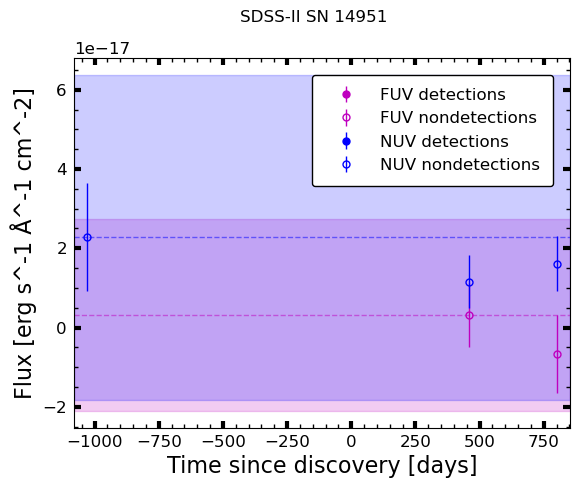 SDSS-II SN 14951
1e−17
FUV detections
FUV nondetections
NUV detections
NUV nondetections
6
4
2
0
−2
Flux [erg s^-1 Å^-1 cm^-2]
−1000 −750 −500 −250 0 250 500 750
Time since discovery [days]